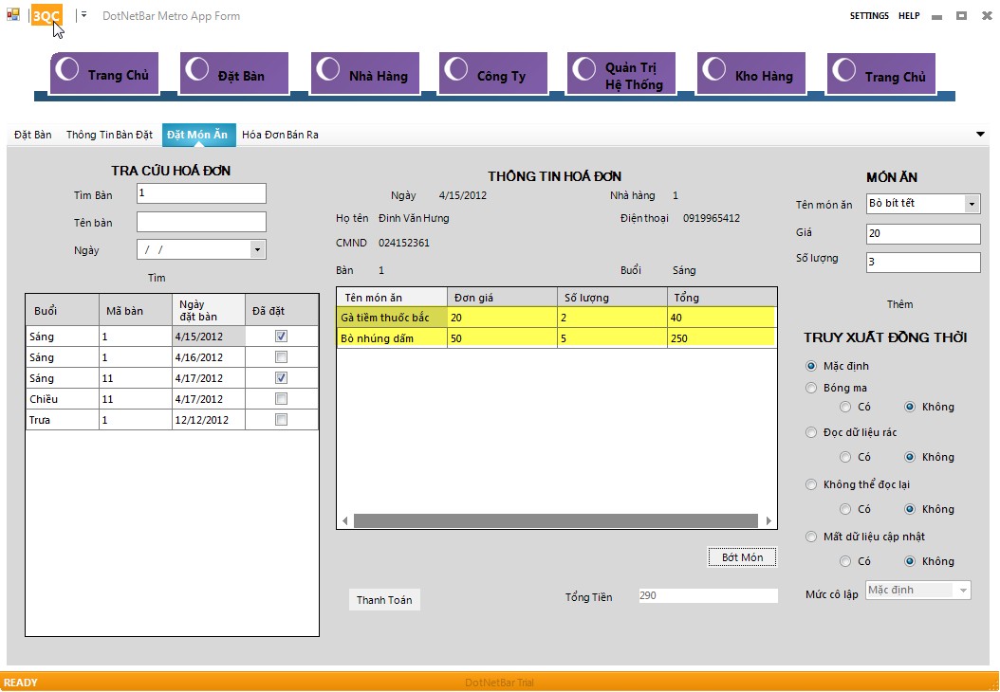 3QC DotNetBar Metro App Form SETTINGS HELP
Trang Chủ
Đặt Bàn
Nhà Hàng
Công Ty
Quản Trị
Hệ Thống
Kho Hàng
Trang Chủ
Đặt Bàn Thông Tin Bàn Đặt Đặt Món Ăn Hóa Đơn Bán Ra
TRA CỨU HOÁ ĐƠN
Tìm Bàn 1
Tên bàn
Ngày / /
Tìm
Buổi Mã bàn Ngày đặt bàn Đã đặt
Sáng 1 4/15/2012
Sáng 1 4/16/2012
Sáng 11 4/17/2012
Chiều 11 4/17/2012
Trưa 1 12/12/2012
THÔNG TIN HOÁ ĐƠN
Ngày 4/15/2012 Nhà hàng 1
Họ tên Đinh Văn Hưng Điện thoại 0919965412
CMND 024152361
Bàn 1 Buổi Sáng
Tên món ăn Đơn giá Số lượng Tổng
Gà tiềm thuốc bắc 20 2 40
Bò nhúng dấm 50 5 250
Bớt Món
Thanh Toán Tổng Tiền 290
MÓN ĂN
Tên món ăn Bò bít tết
Giá 20
Số lượng 3
Thêm
TRUY XUẤT ĐỒNG THỜI
Mặc định
Bóng ma
Có Không
Đọc dữ liệu rác
Có Không
Không thể đọc lại
Có Không
Mất dữ liệu cập nhật
Có Không
Mức cô lập Mặc định
READY DotNetBar Trial